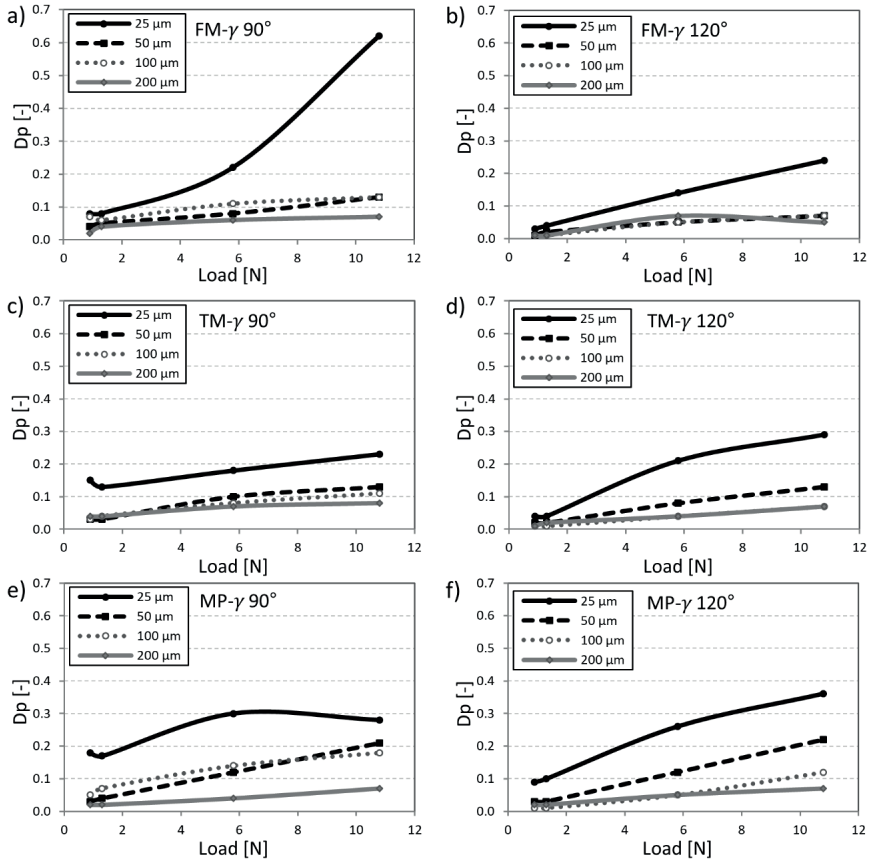 a)
FM-γ 90°
25 µm
50 µm
100 µm
200 µm
0.7
0.6
0.5
0.4
0.3
0.2
0.1
0.0
Dp [-]
0 2 4 6 8 10 12
Load [N]
b)
FM-γ 120°
25 µm
50 µm
100 µm
200 µm
0.7
0.6
0.5
0.4
0.3
0.2
0.1
0.0
Dp [-]
0 2 4 6 8 10 12
Load [N]
c)
TM-γ 90°
25 µm
50 µm
100 µm
200 µm
0.7
0.6
0.5
0.4
0.3
0.2
0.1
0.0
Dp [-]
0 2 4 6 8 10 12
Load [N]
d)
TM-γ 120°
25 µm
50 µm
100 µm
200 µm
0.7
0.6
0.5
0.4
0.3
0.2
0.1
0.0
Dp [-]
0 2 4 6 8 10 12
Load [N]
e)
MP-γ 90°
25 µm
50 µm
100 µm
200 µm
0.7
0.6
0.5
0.4
0.3
0.2
0.1
0.0
Dp [-]
0 2 4 6 8 10 12
Load [N]
f)
MP-γ 120°
25 µm
50 µm
100 µm
200 µm
0.7
0.6
0.5
0.4
0.3
0.2
0.1
0.0
Dp [-]
0 2 4 6 8 10 12
Load [N]